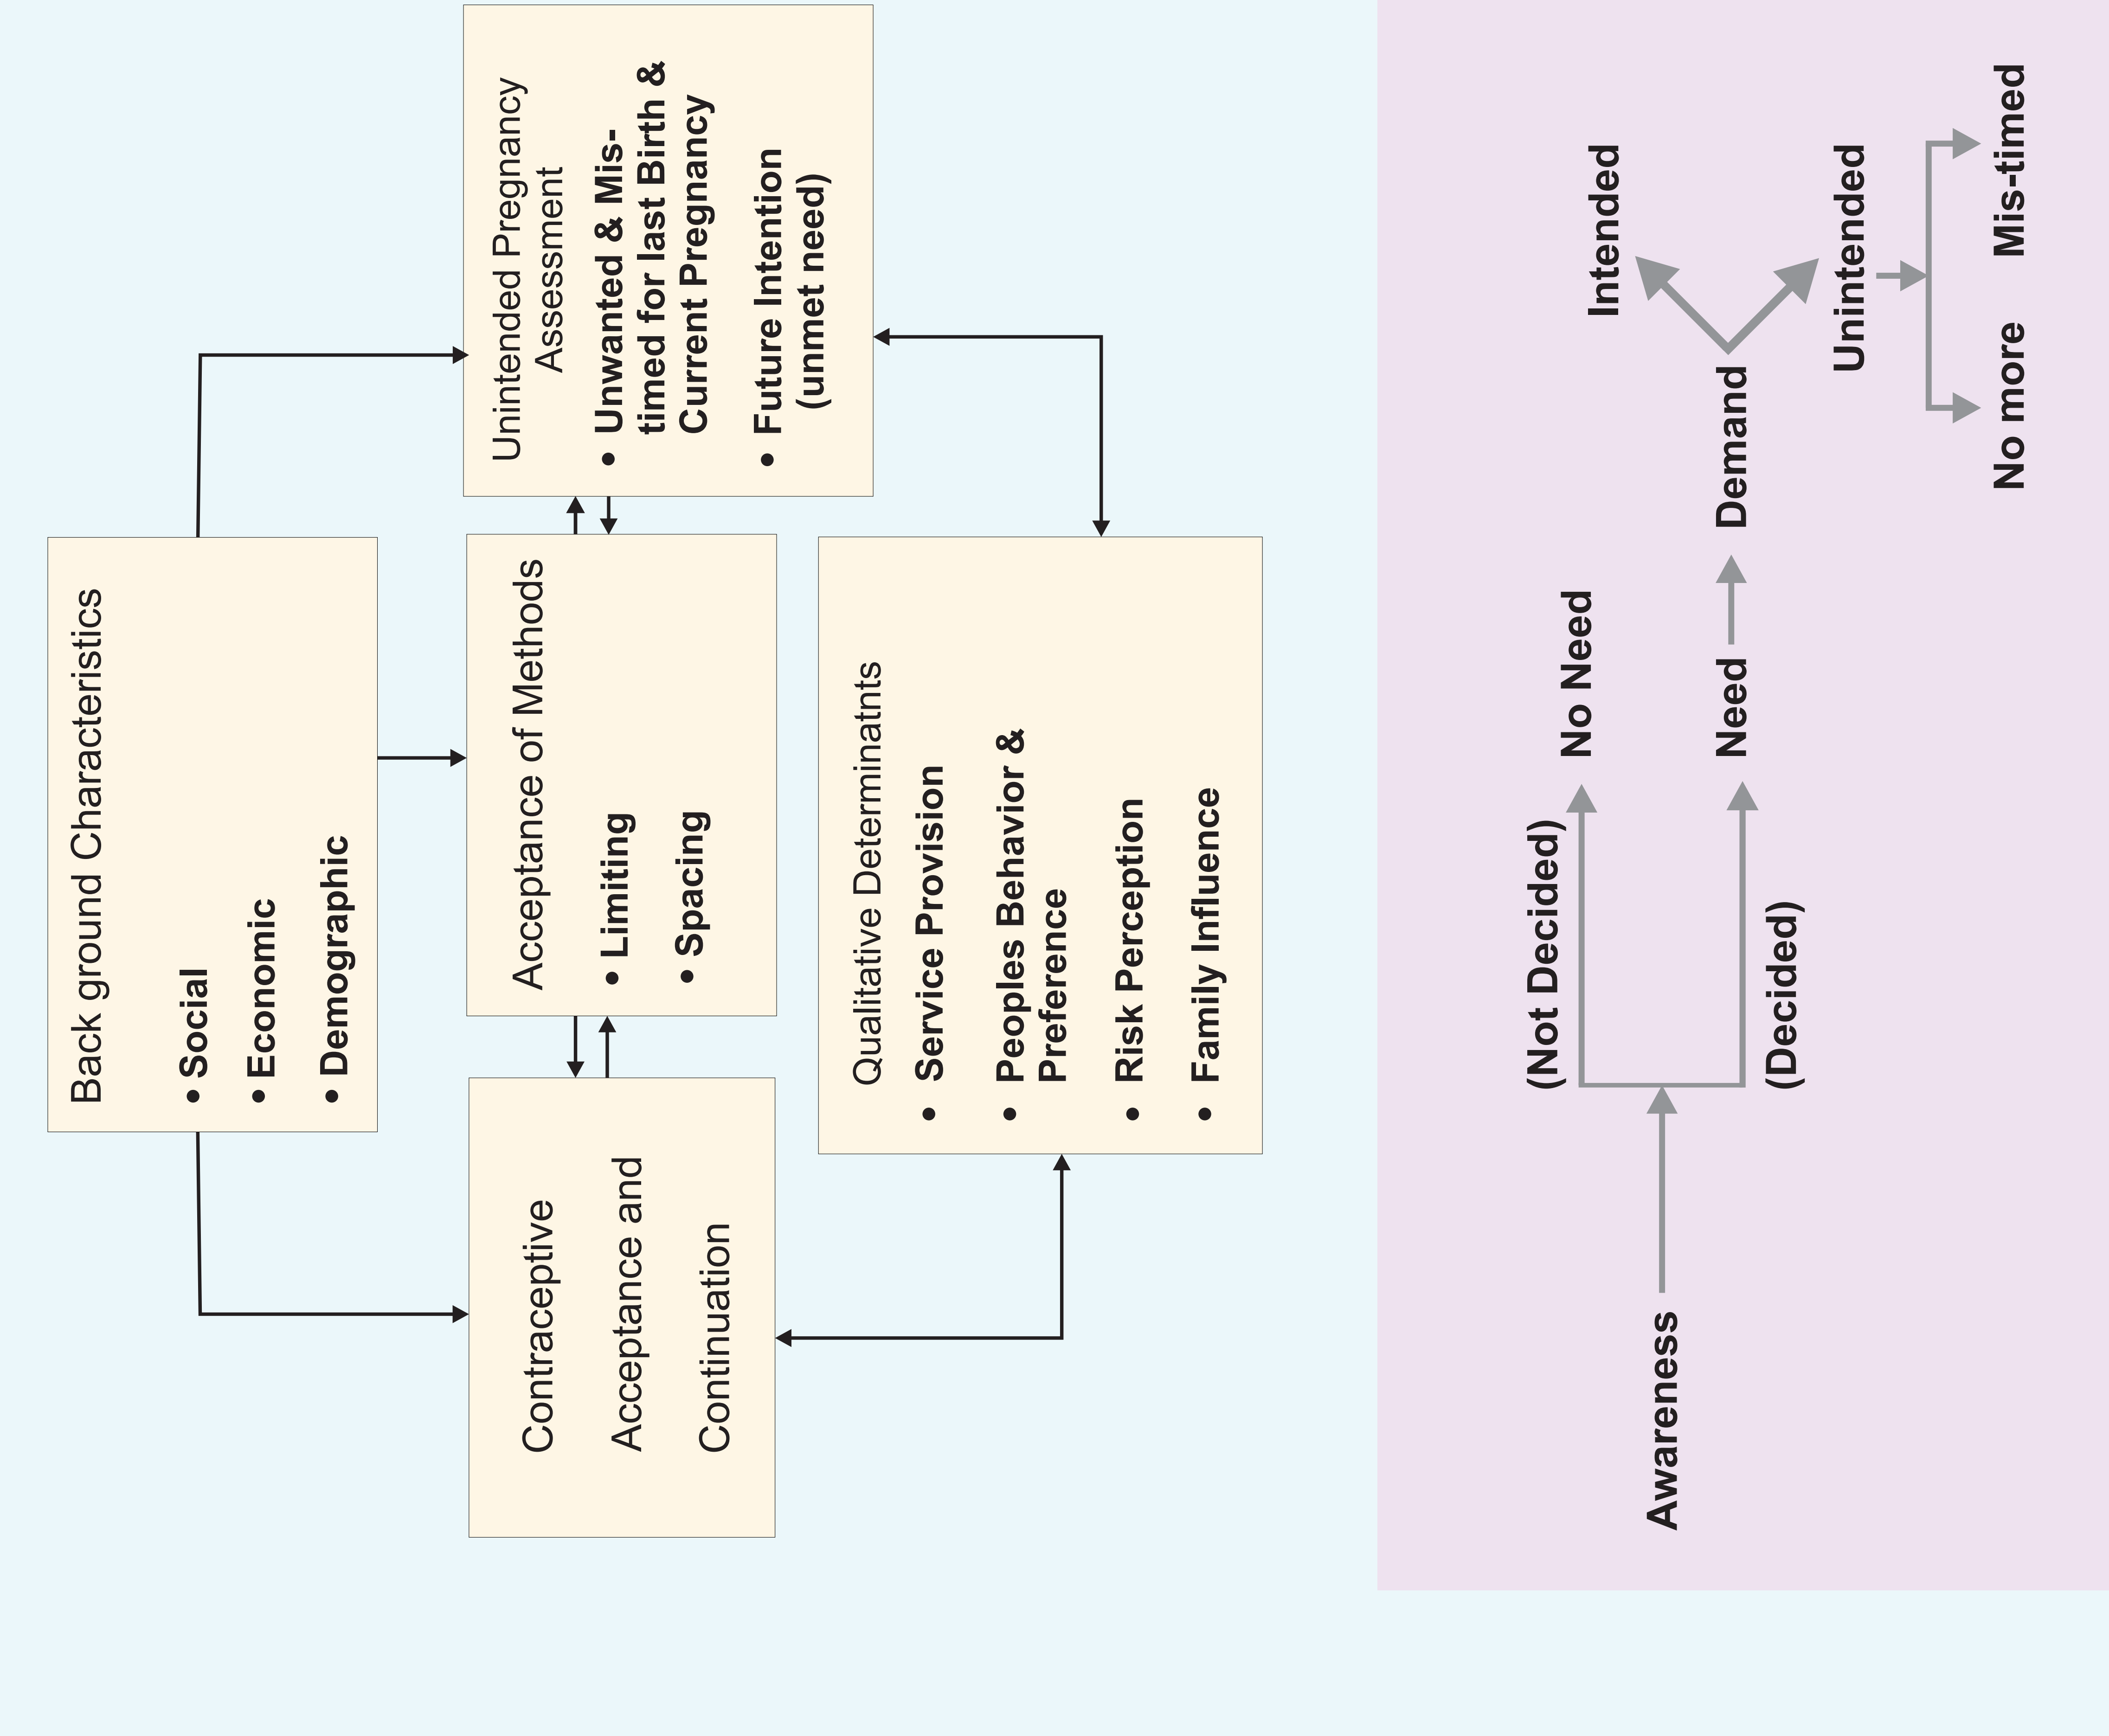 Back ground Characteristics
• Social
• Economic
• Demographic
Contraceptive
Acceptance and
Continuation
Acceptance of Methods
• Limiting
• Spacing
Unintended Pregnancy
Assessment
• Unwanted & Mis-
timed for last Birth &
Current Pregnancy
• Future Intention
(unmet need)
Qualitative Determinatnts
• Service Provision
• Peoples Behavior &
Preference
• Risk Perception
• Family Influence
Awareness
(Not Decided)
(Decided)
No Need
Need
Demand
Intended
Unintended
No more
Mis-timed